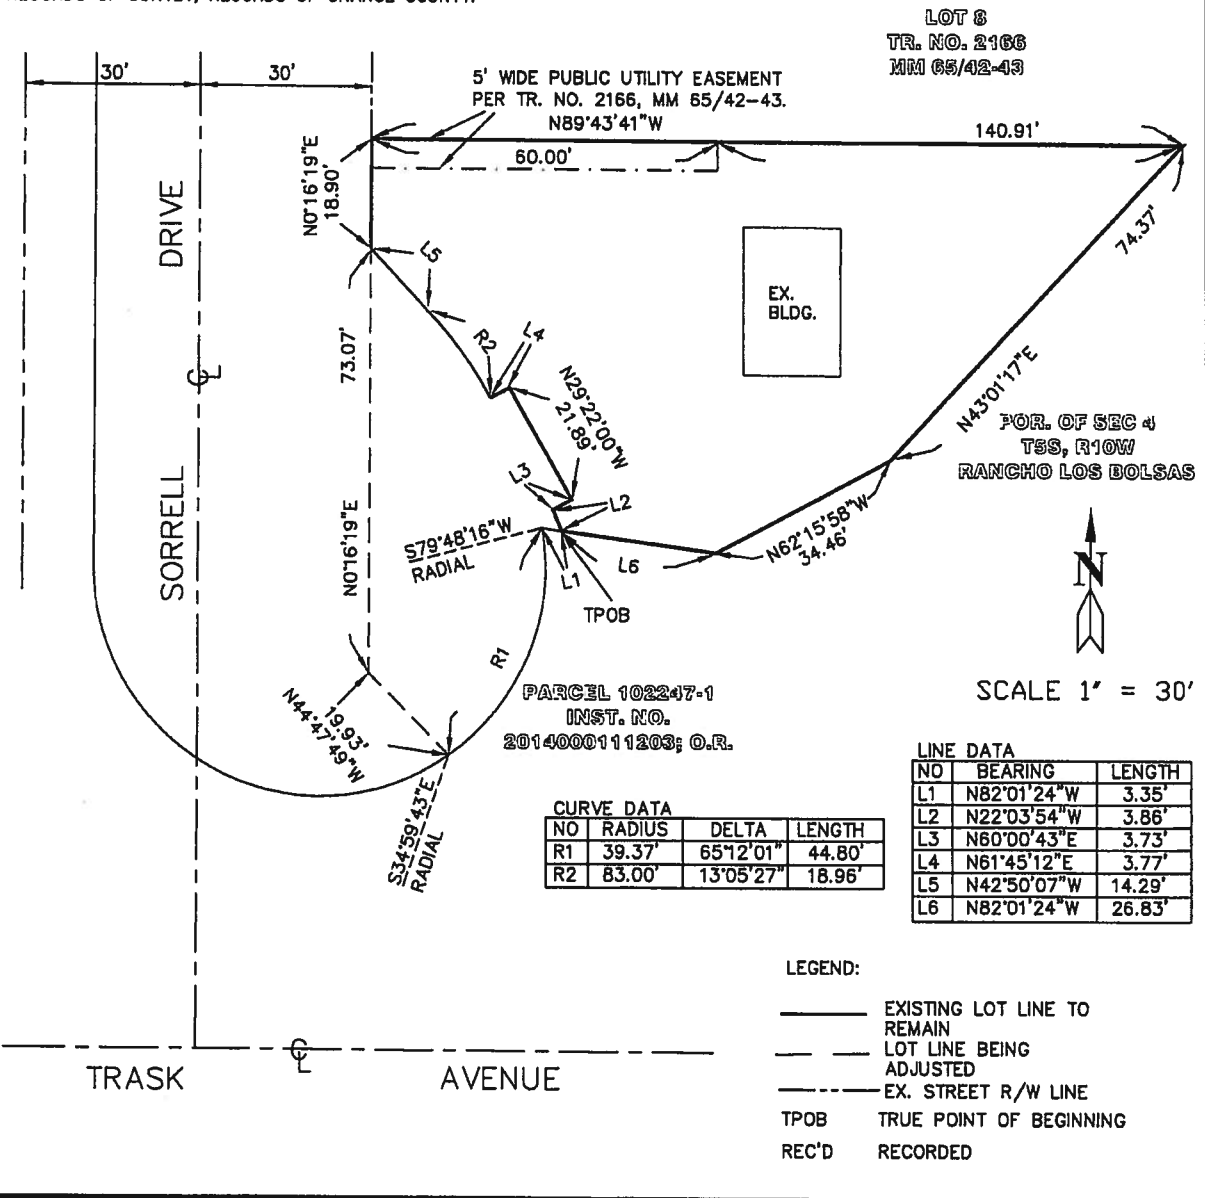 LOT 8
TR. NO. 2166
MM 65/42-43
30'
30'
5' WIDE PUBLIC UTILITY EASEMENT
PER TR. NO. 2166, MM 65/42-43.
N89°43'41"W
140.91'
60.00'
N0°16'19"E
18.90'
DRIVE
L5
74.37'
EX.
BLDG.
R2
L4
73.07'
N29°22'00"W
21.89'
N43°01'17"E
POR. OF SEC 4
T5S, R10W
RANCHO LOS BOLSAS
SORRELL
L3
L2
S79°48'16"W
RADIAL
N62°15'58"W
34.46'
N0°16'19"E
L1
L6
TPOB
N
R1
SCALE 1" = 30'
PARCEL 102247-1
INST. NO.
2014000111203; O.R.
19.93'
N44°47'49"W
S34°59'43"E
RADIAL
LINE DATA
NO BEARING LENGTH
L1 N82°01'24"W 3.35'
L2 N22°03'54"W 3.86'
L3 N60°00'43"E 3.73'
L4 N61°45'12"E 3.77'
L5 N42°50'07"W 14.29'
L6 N82°01'24"W 26.83'
CURVE DATA
NO RADIUS DELTA LENGTH
R1 39.37' 65°12'01" 44.80'
R2 83.00' 13°05'27" 18.96'
LEGEND:
EXISTING LOT LINE TO
REMAIN
LOT LINE BEING
ADJUSTED
EX. STREET R/W LINE
TPOB TRUE POINT OF BEGINNING
REC'D RECORDED
TRASK AVENUE